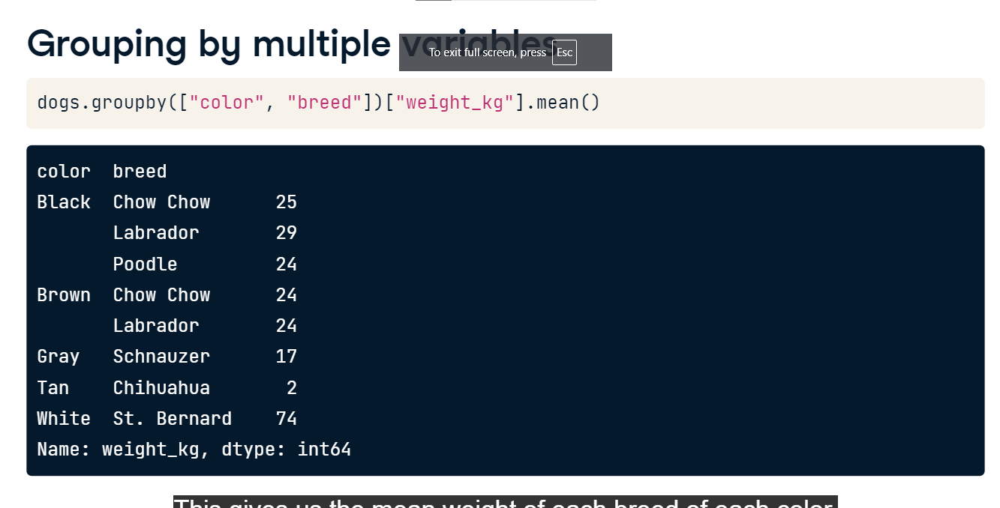 Grouping by multiple variables
To exit full screen, press Esc
dogs.groupby(["color", "breed"])["weight_kg"].mean()
color  breed
Black  Chow Chow      25
       Labrador       29
       Poodle         24
Brown  Chow Chow      24
       Labrador       24
Gray   Schnauzer      17
Tan    Chihuahua       2
White  St. Bernard    74
Name: weight_kg, dtype: int64
This gives us the mean weight of each breed of each color.